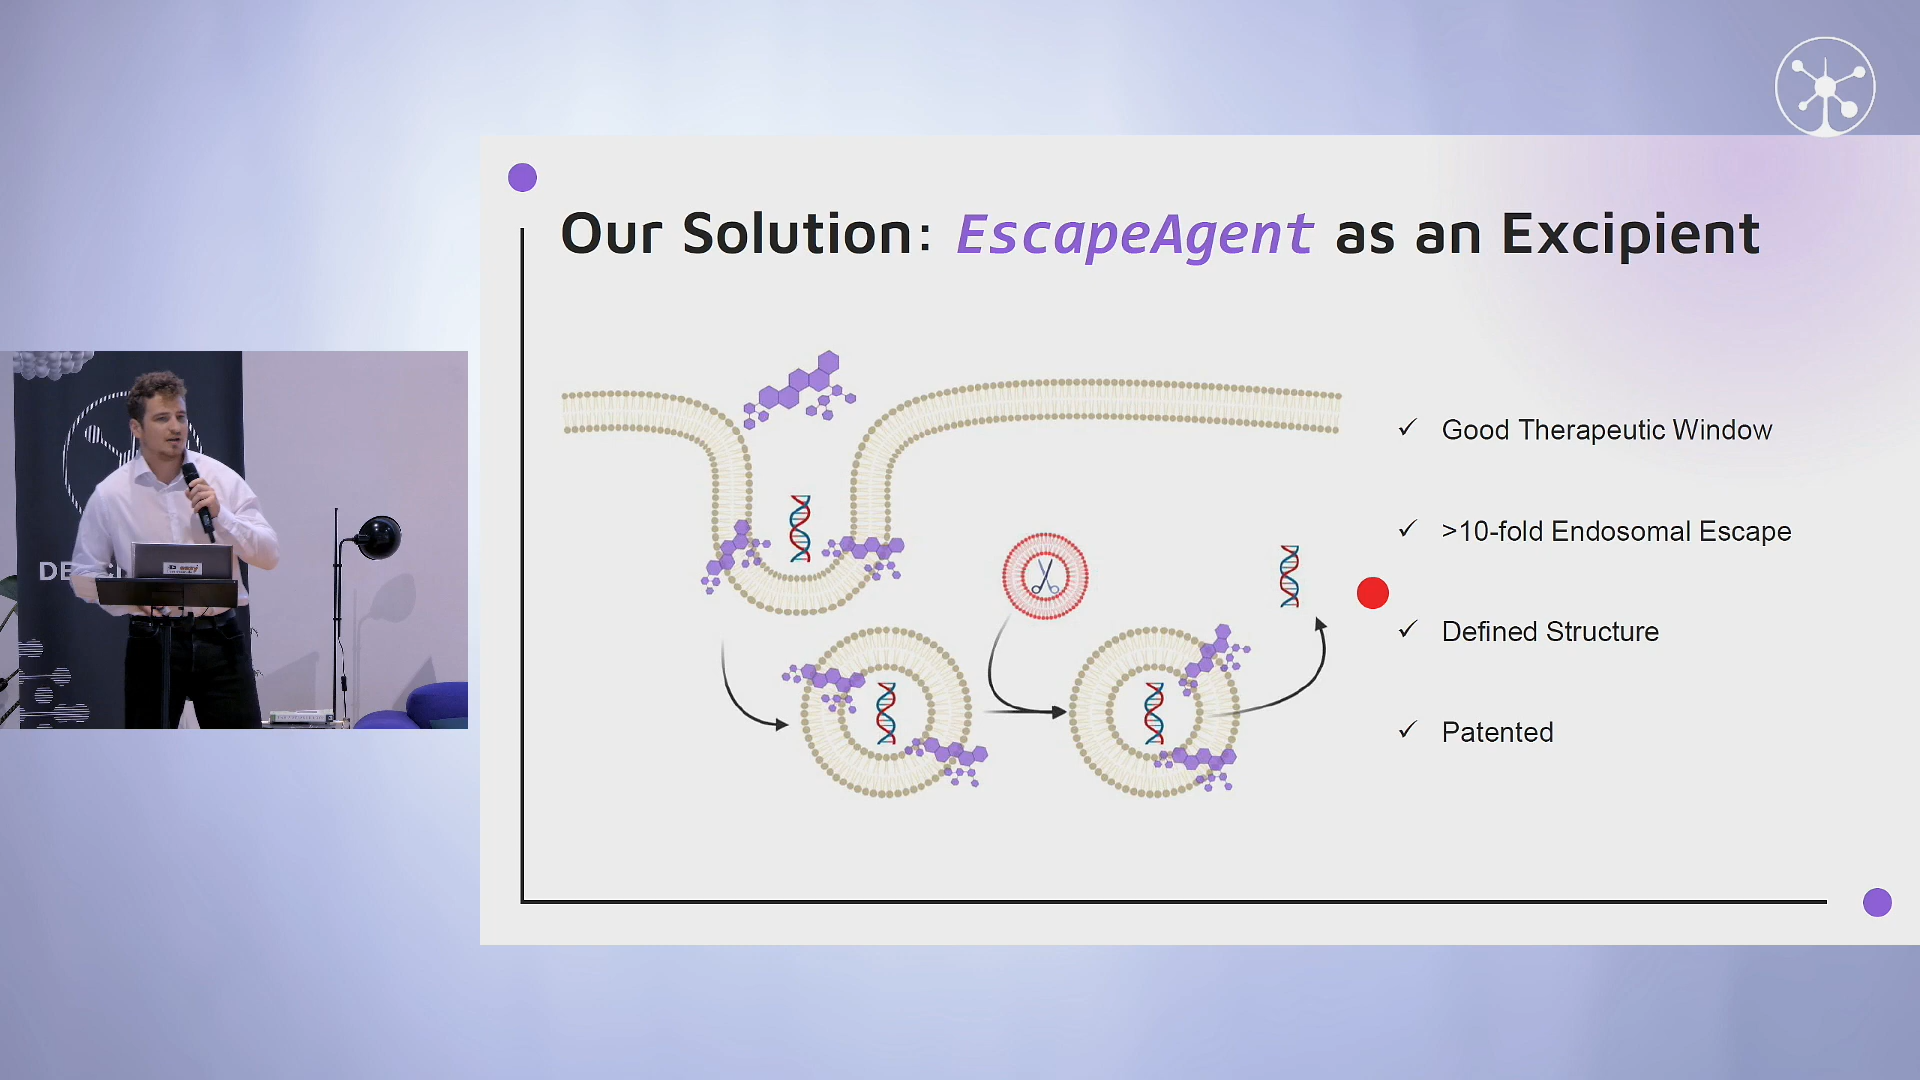 Our Solution: EscapeAgent as an Excipient
✓ Good Therapeutic Window
✓ >10-fold Endosomal Escape
✓ Defined Structure
✓ Patented